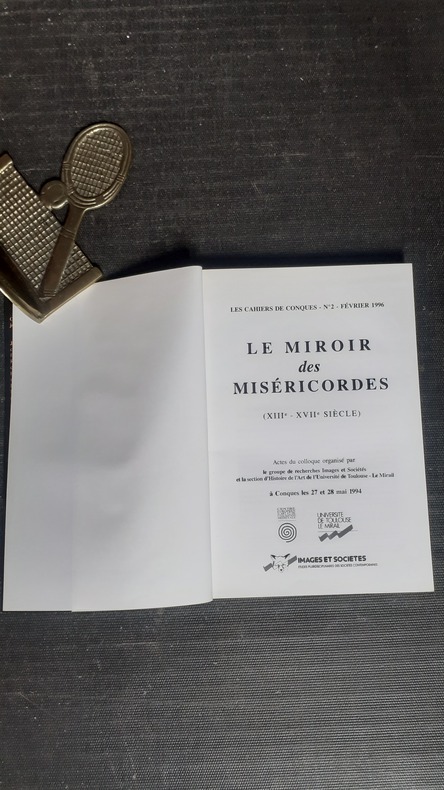 LES CAHIERS DE CONQUES - N°2 - FÉVRIER 1996
LE MIROIR
des
MISÉRICORDES
(XIIIe - XVIIe SIÈCLE)
Actes du colloque organisé par
le groupe de recherches Images et Sociétés
et la section d'Histoire de l'Art de l'Université de Toulouse - Le Mirail
à Conques les 27 et 28 mai 1994
UNIVERSITE
DE TOULOUSE
LE MIRAIL
IMAGES ET SOCIETES